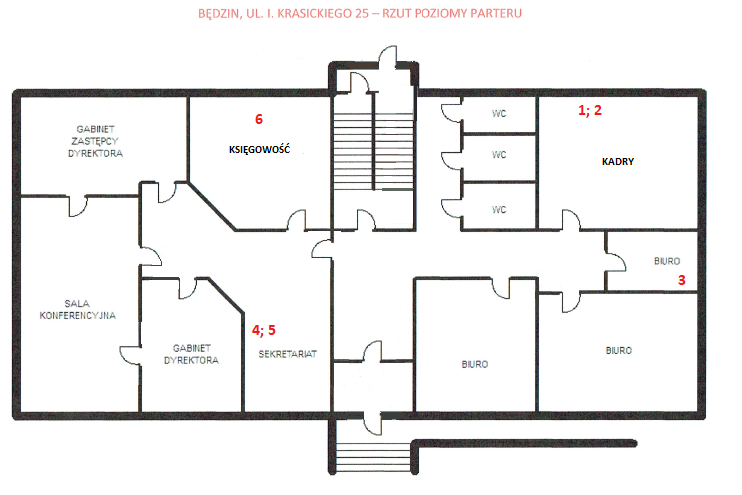 BĘDZIN, UL. I. KRASICKIEGO 25 – RZUT POZIOMY PARTERU
GABINET
ZASTĘPCY
DYREKTORA
6
KSIĘGOWOŚĆ
WC
WC
WC
1; 2
KADRY
BIURO
3
SALA
KONFERENCYJNA
GABINET
DYREKTORA
4; 5
SEKRETARIAT
BIURO
BIURO